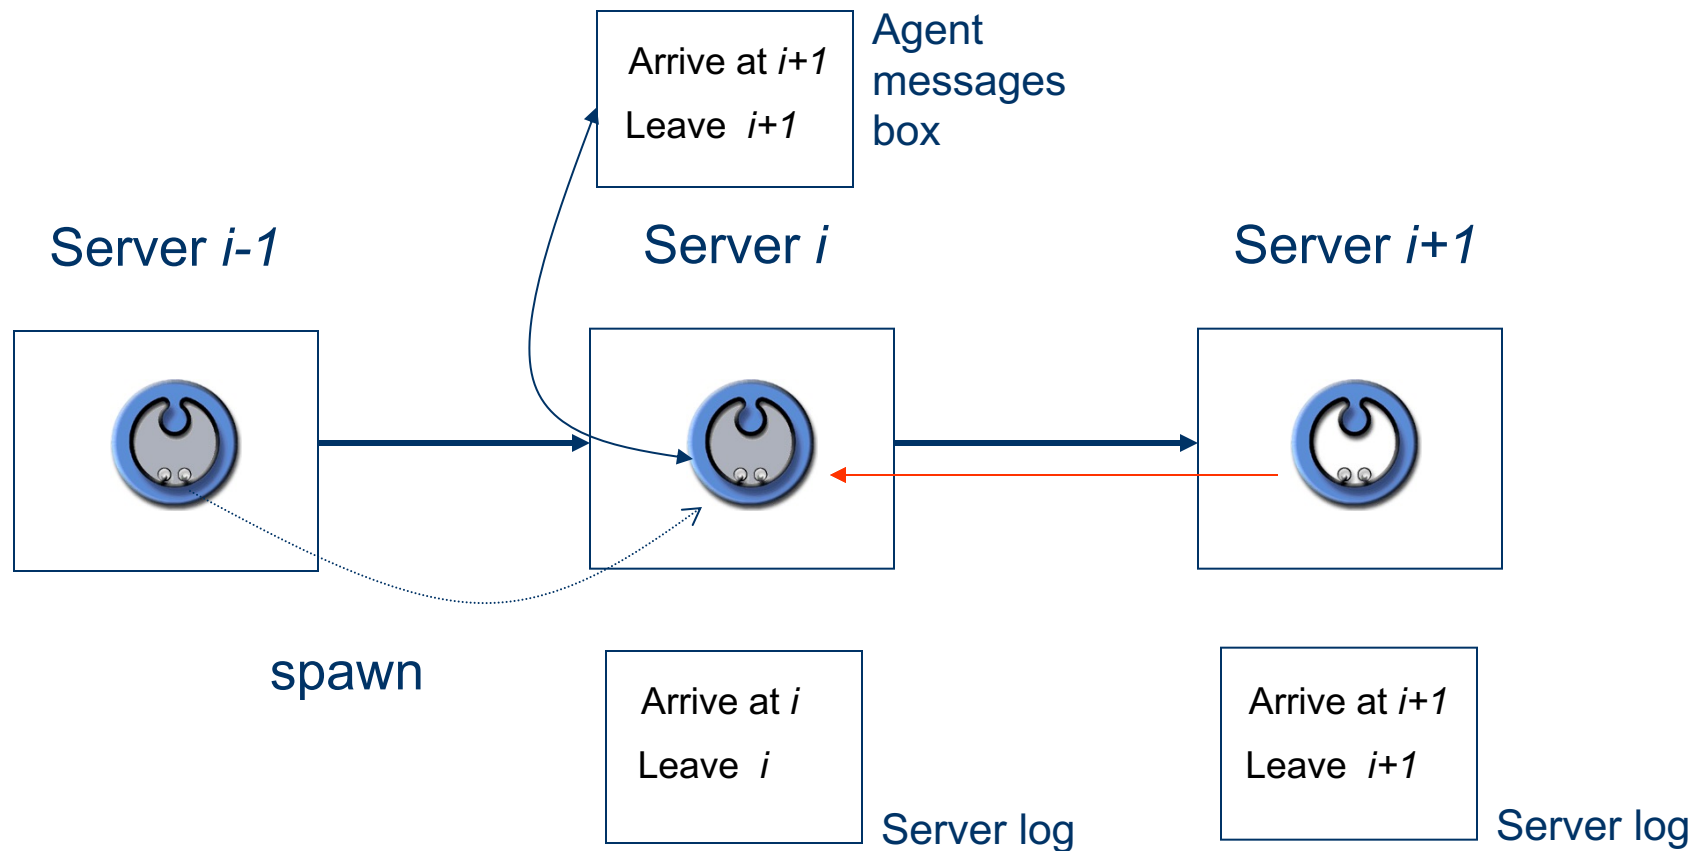 Arrive at i+1
Leave i+1
Agent
messages
box
Server i-1
Server i
Server i+1
spawn
Arrive at i
Leave i
Server log
Arrive at i+1
Leave i+1
Server log